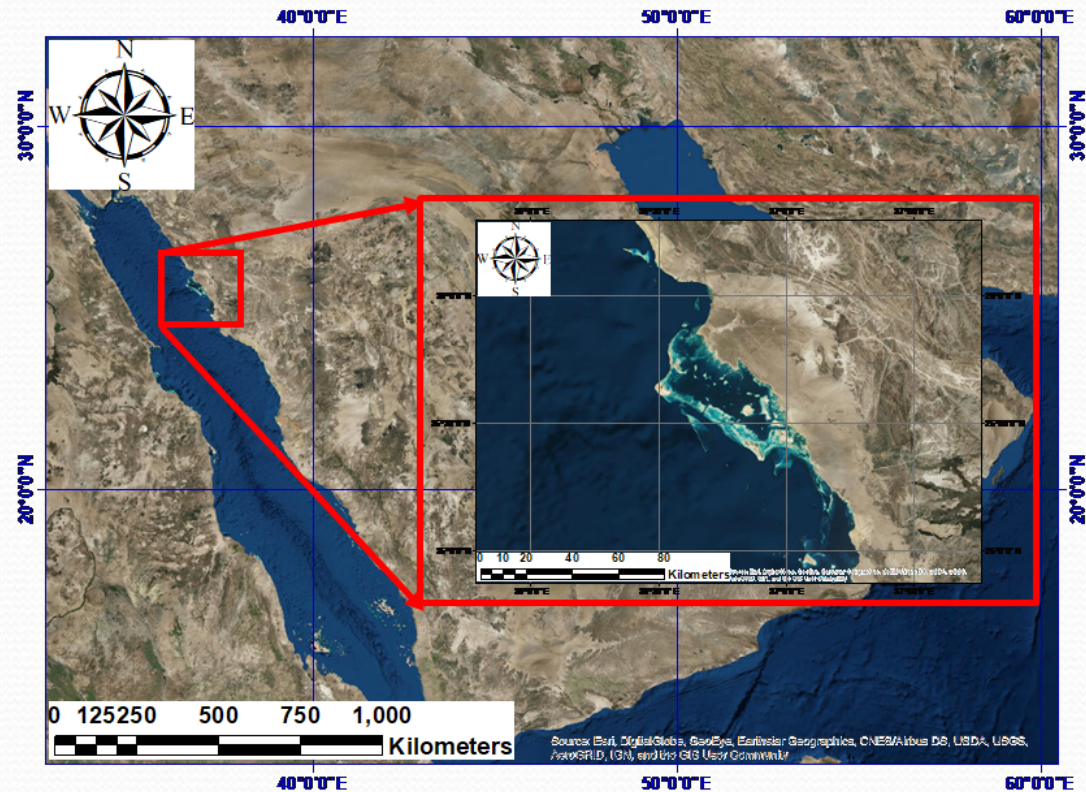 40°0'0"E 50°0'0"E 60°0'0"E
N
W E
S
30°0'0"N 30°0'0"N
N
W E
S
20°0'0"N 20°0'0"N
0 10 20 40 60 80
Kilometers
0 125 250 500 750 1,000
Kilometers
Source: Esri, DigitalGlobe, GeoEye, Earthstar Geographics, CNES/Airbus DS, USDA, USGS,
AeroGRID, IGN, and the GIS User Community
40°0'0"E 50°0'0"E 60°0'0"E